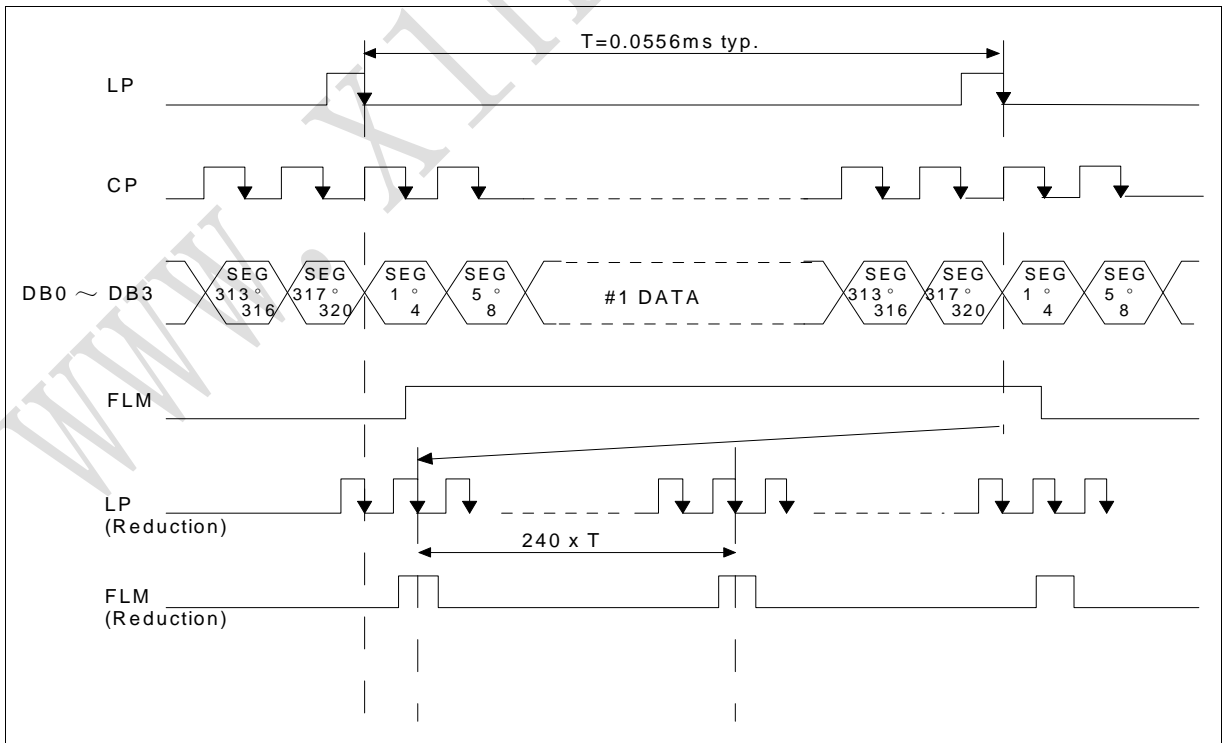 T=0.0556ms typ.
LP
CP
DB0 ～ DB3
SEG 313 ° 316
SEG 317 ° 320
SEG 1 ° 4
SEG 5 ° 8
#1 DATA
SEG 313 ° 316
SEG 317 ° 320
SEG 1 ° 4
SEG 5 ° 8
FLM
LP
(Reduction)
240 x T
FLM
(Reduction)